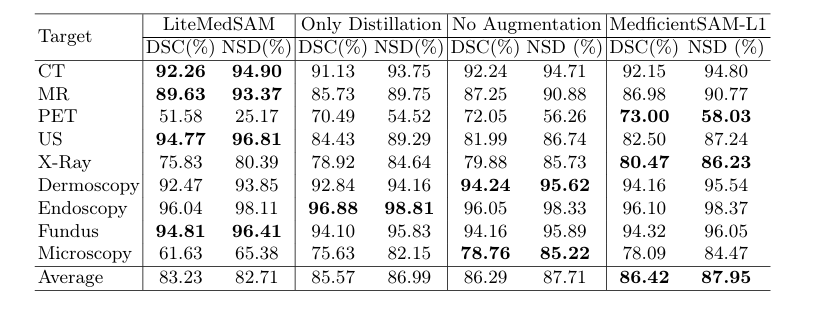 Target LiteMedSAM Only Distillation No Augmentation MedficientSAM-L1
DSC(%) NSD(%) DSC(%) NSD(%) DSC(%) NSD (%) DSC(%) NSD (%)
CT 92.26 94.90 91.13 93.75 92.24 94.71 92.15 94.80
MR 89.63 93.37 85.73 89.75 87.25 90.88 86.98 90.77
PET 51.58 25.17 70.49 54.52 72.05 56.26 73.00 58.03
US 94.77 96.81 84.43 89.29 81.99 86.74 82.50 87.24
X-Ray 75.83 80.39 78.92 84.64 79.88 85.73 80.47 86.23
Dermoscopy 92.47 93.85 92.84 94.16 94.24 95.62 94.16 95.54
Endoscopy 96.04 98.11 96.88 98.81 96.05 98.33 96.10 98.37
Fundus 94.81 96.41 94.10 95.83 94.16 95.89 94.32 96.05
Microscopy 61.63 65.38 75.63 82.15 78.76 85.22 78.09 84.47
Average 83.23 82.71 85.57 86.99 86.29 87.71 86.42 87.95